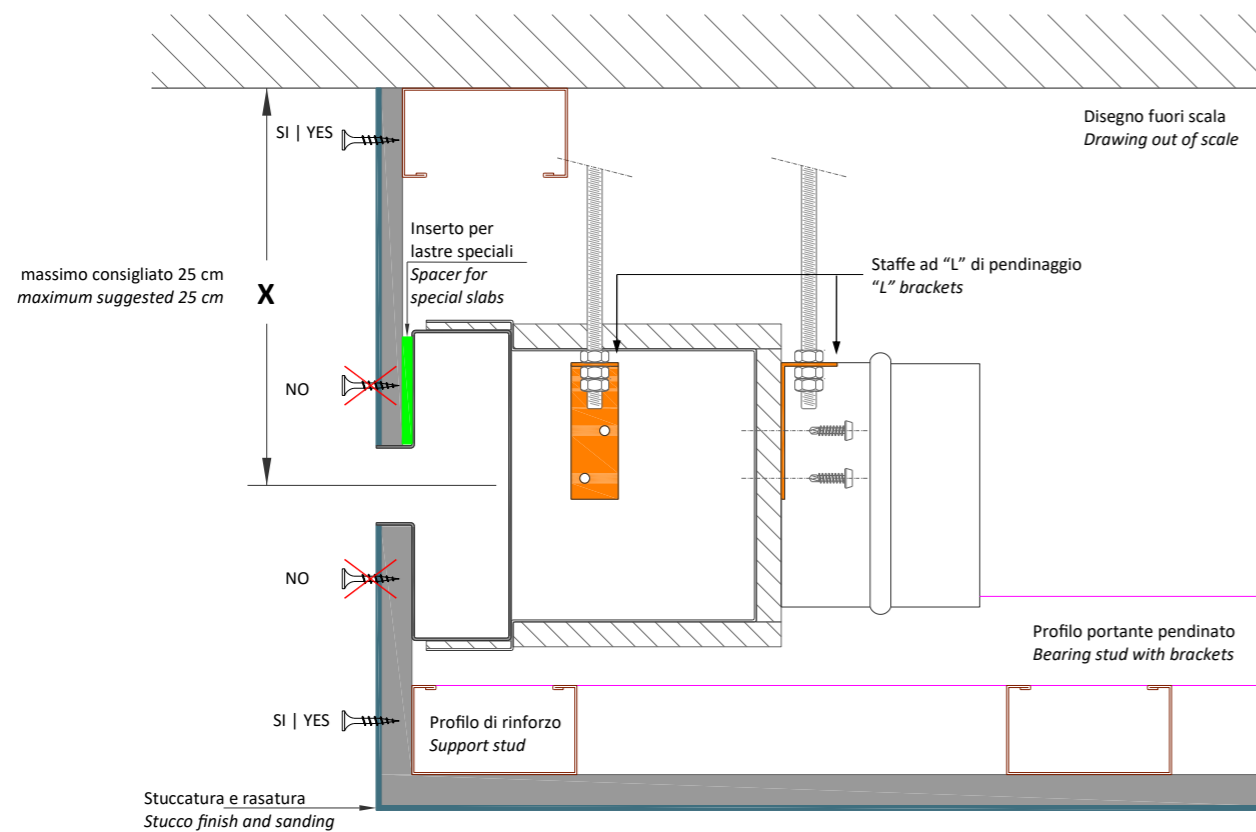 Disegno fuori scala
Drawing out of scale
SI | YES
Inserto per
lastre speciali
Spacer for
special slabs
massimo consigliato 25 cm
maximum suggested 25 cm
X
Staffe ad “L” di pendinaggio
“L” brackets
NO
NO
Profilo portante pendinato
Bearing stud with brackets
SI | YES
Profilo di rinforzo
Support stud
Stuccatura e rasatura
Stucco finish and sanding